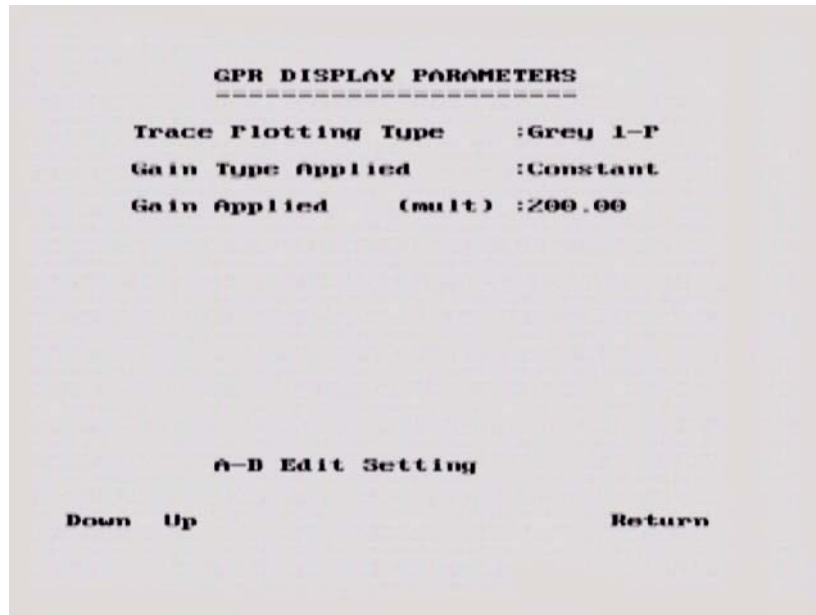 GPR DISPLAY PARAMETERS
Trace Plotting Type :Grey 1-P
Gain Type Applied :Constant
Gain Applied (mult) :200.00
A-D Edit Setting
Down Up Return